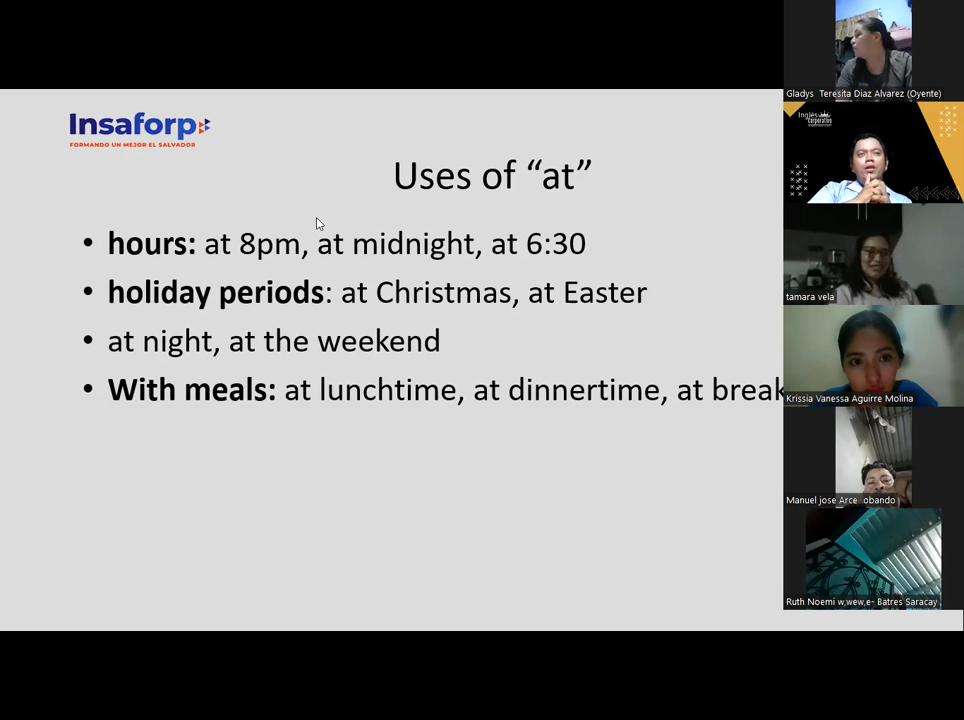 Insaforp
FORMANDO UN MEJOR EL SALVADOR
Uses of “at”
• hours: at 8pm, at midnight, at 6:30
• holiday periods: at Christmas, at Easter
• at night, at the weekend
• With meals: at lunchtime, at dinnertime, at break
Gladys Teresita Diaz Alvarez (Oyente)
Inglés
corporativo
tamara vela
Krissia Vanessa Aguirre Molina
Manuel jose Arce obando
Ruth Noemi w,wew,e- Batres Saracay